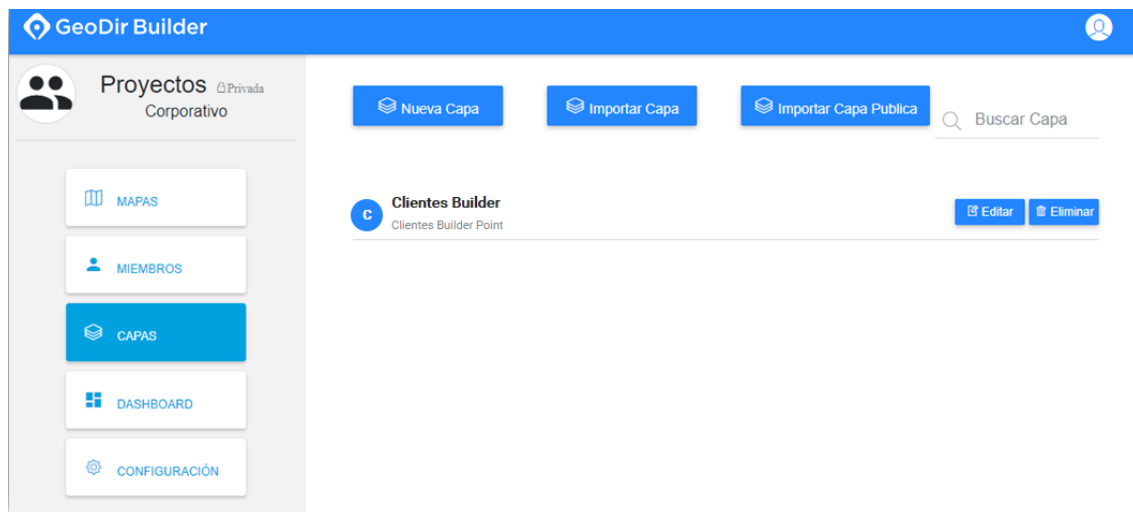 GeoDir Builder
Proyectos Privada
Corporativo
MAPAS
MIEMBROS
CAPAS
DASHBOARD
CONFIGURACIÓN
Nueva Capa
Importar Capa
Importar Capa Publica
Buscar Capa
C
Clientes Builder
Clientes Builder Point
Editar
Eliminar